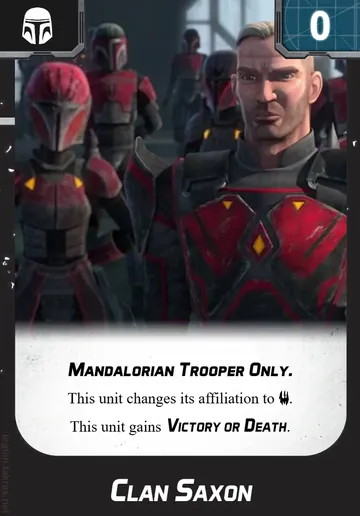 0
Mandalorian Trooper Only.
This unit changes its affiliation to .
This unit gains Victory or Death.
Clan Saxon